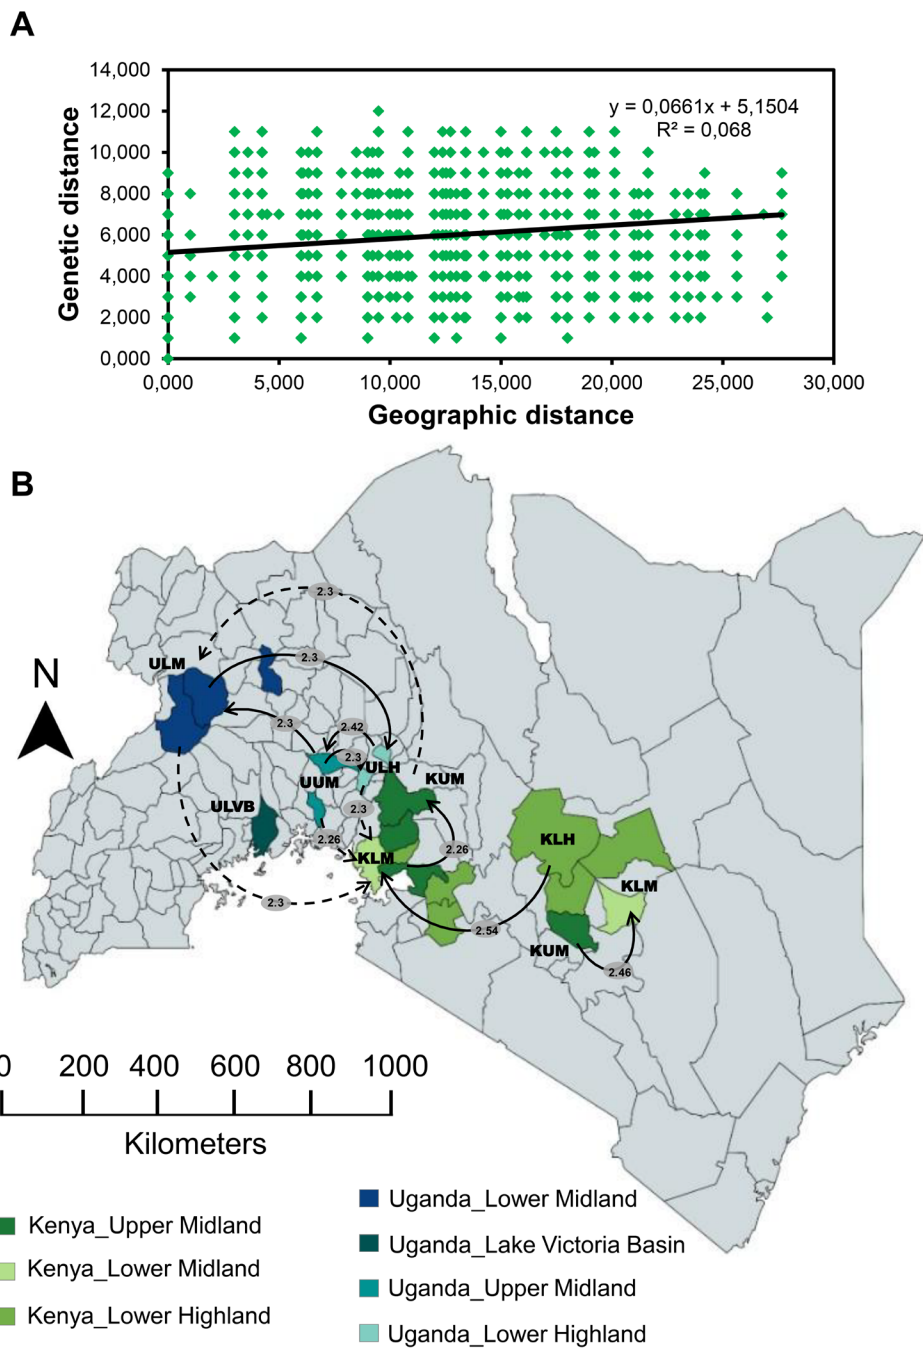 A
14,000
12,000
10,000
8,000
6,000
4,000
2,000
0,000
Genetic distance
y = 0,0661x + 5,1504
R² = 0,068
0,000 5,000 10,000 15,000 20,000 25,000 30,000
Geographic distance
B
N
2.3
ULM
2.3
2.3
2.42
2.3
ULH
UUM
KUM
ULVB
2.3
2.26
KLM
2.26
KLH
KLM
2.3
2.54
KUM
2.46
0 200 400 600 800 1000
Kilometers
Kenya_Upper Midland
Kenya_Lower Midland
Kenya_Lower Highland
Uganda_Lower Midland
Uganda_Lake Victoria Basin
Uganda_Upper Midland
Uganda_Lower Highland